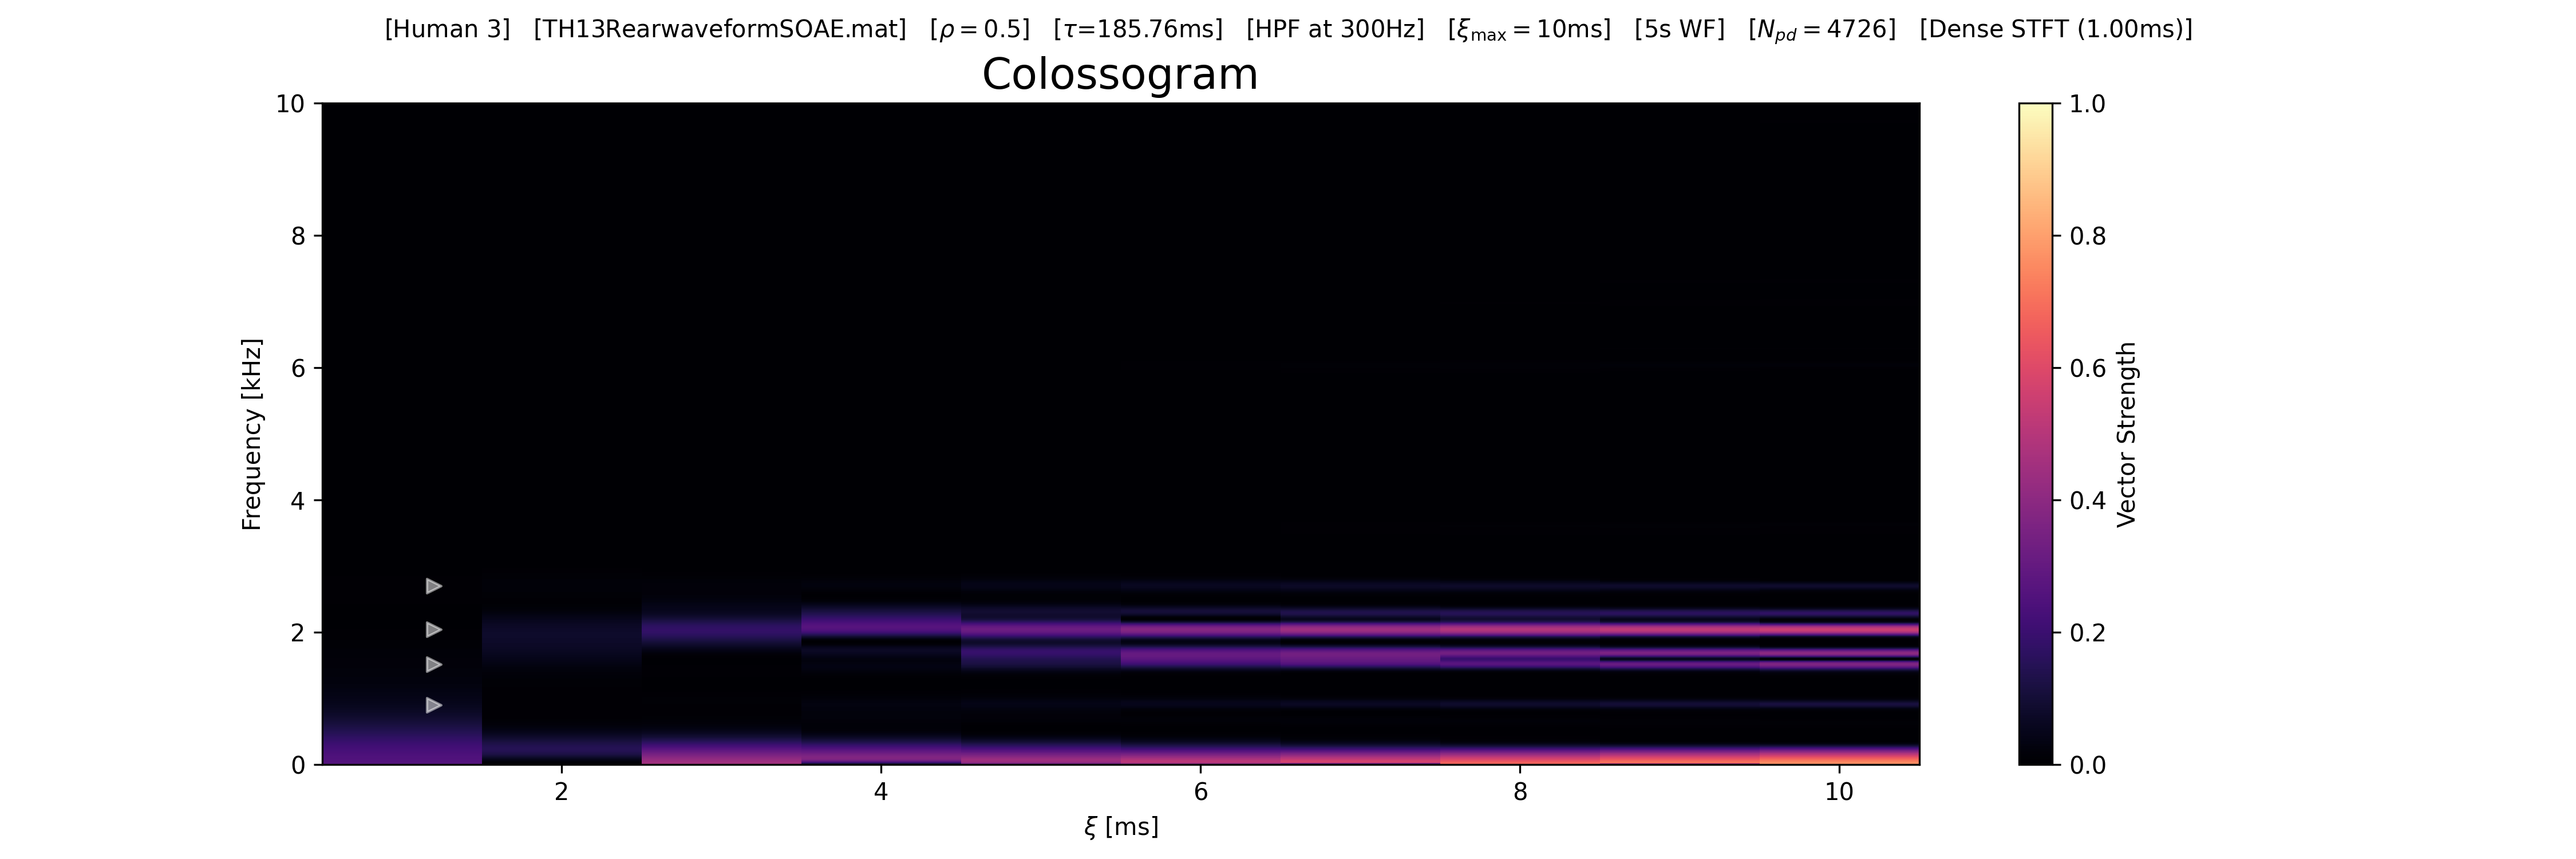 [Human 3] [TH13RearwaveformSOAE.mat] [ρ = 0.5] [τ=185.76ms] [HPF at 300Hz] [ξmax = 10ms] [5s WF] [Npd = 4726] [Dense STFT (1.00ms)]
Colossogram
10
8
6
4
2
0
Frequency [kHz]
2 4 6 8 10
ξ [ms]
1.0
0.8
0.6
0.4
0.2
0.0
Vector Strength